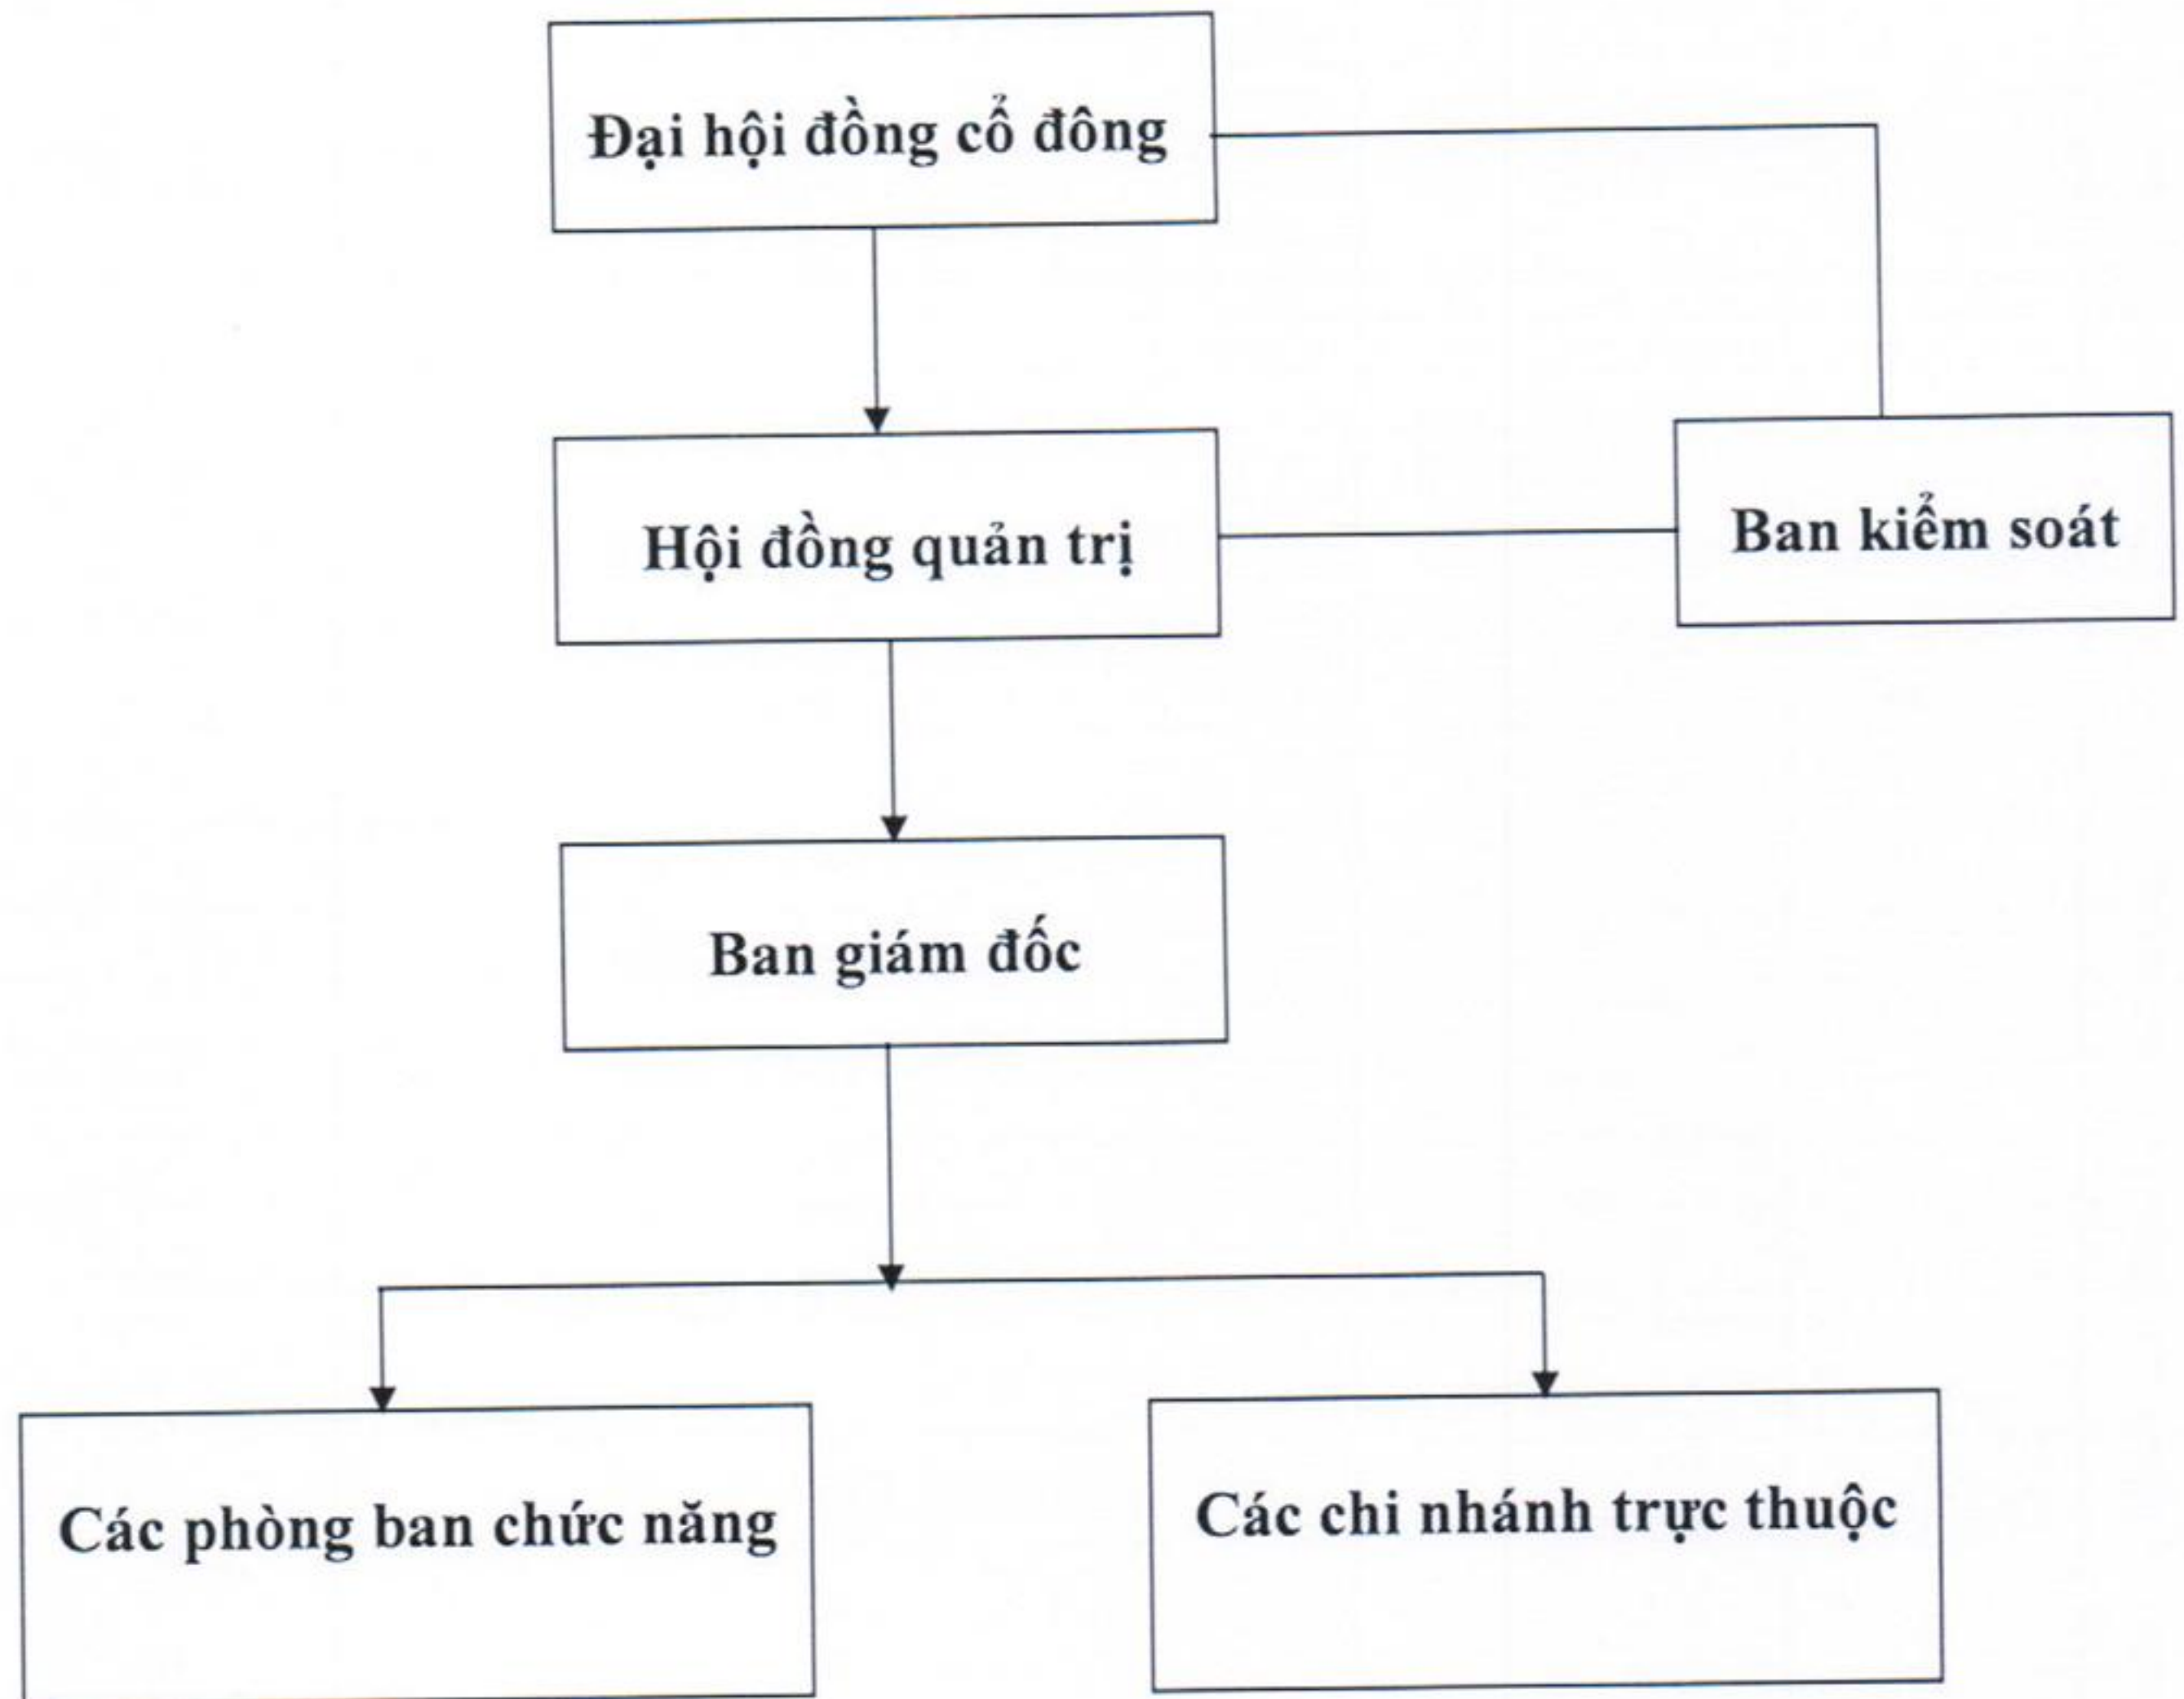 Đại hội đồng cổ đông
Hội đồng quản trị
Ban kiểm soát
Ban giám đốc
Các phòng ban chức năng
Các chi nhánh trực thuộc